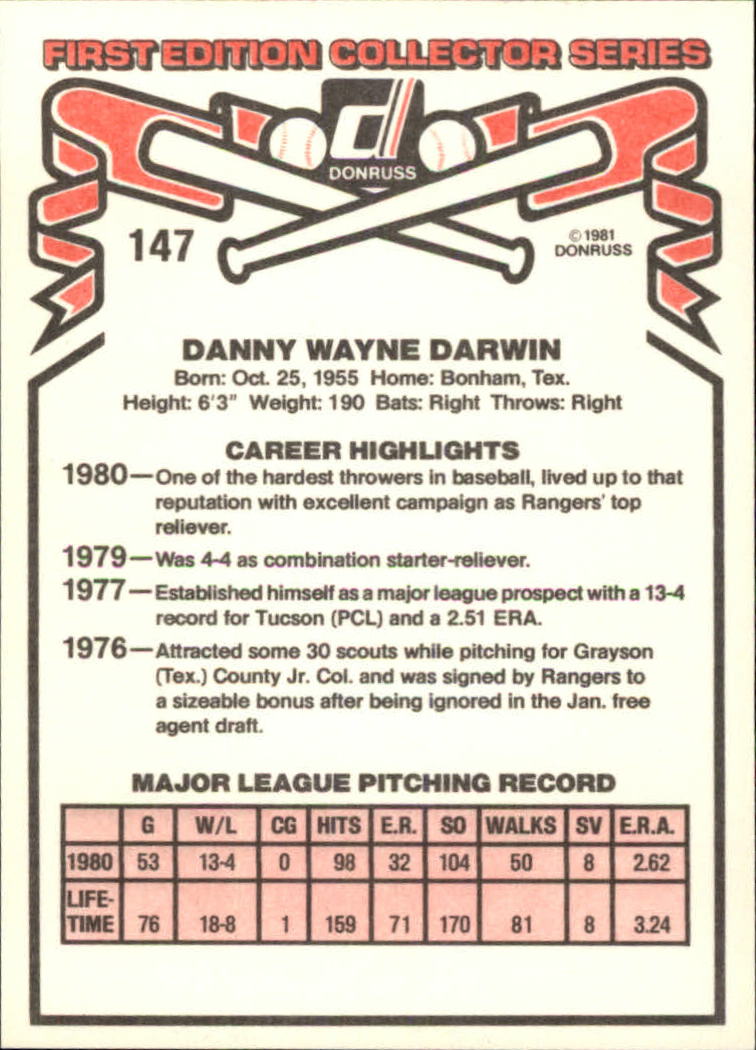 FIRST EDITION COLLECTOR SERIES
d
DONRUSS
147
© 1981
DONRUSS
DANNY WAYNE DARWIN
Born: Oct. 25, 1955 Home: Bonham, Tex.
Height: 6'3" Weight: 190 Bats: Right Throws: Right
CAREER HIGHLIGHTS
1980—One of the hardest throwers in baseball, lived up to that
reputation with excellent campaign as Rangers' top
reliever.
1979—Was 4-4 as combination starter-reliever.
1977—Established himself as a major league prospect with a 13-4
record for Tucson (PCL) and a 2.51 ERA.
1976—Attracted some 30 scouts while pitching for Grayson
(Tex.) County Jr. Col. and was signed by Rangers to
a sizeable bonus after being ignored in the Jan. free
agent draft.
MAJOR LEAGUE PITCHING RECORD
G W/L CG HITS E.R. SO WALKS SV E.R.A.
1980 53 13-4 0 98 32 104 50 8 2.62
LIFE-
TIME 76 18-8 1 159 71 170 81 8 3.24